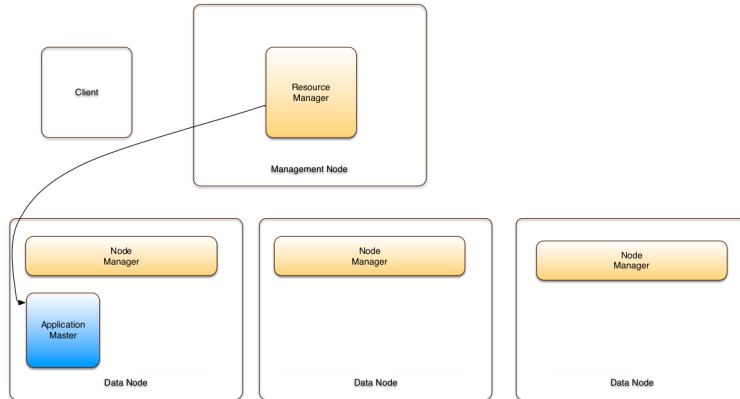 Client
Resource
Manager
Management Node
Node
Manager
Application
Master
Data Node
Node
Manager
Data Node
Node
Manager
Data Node